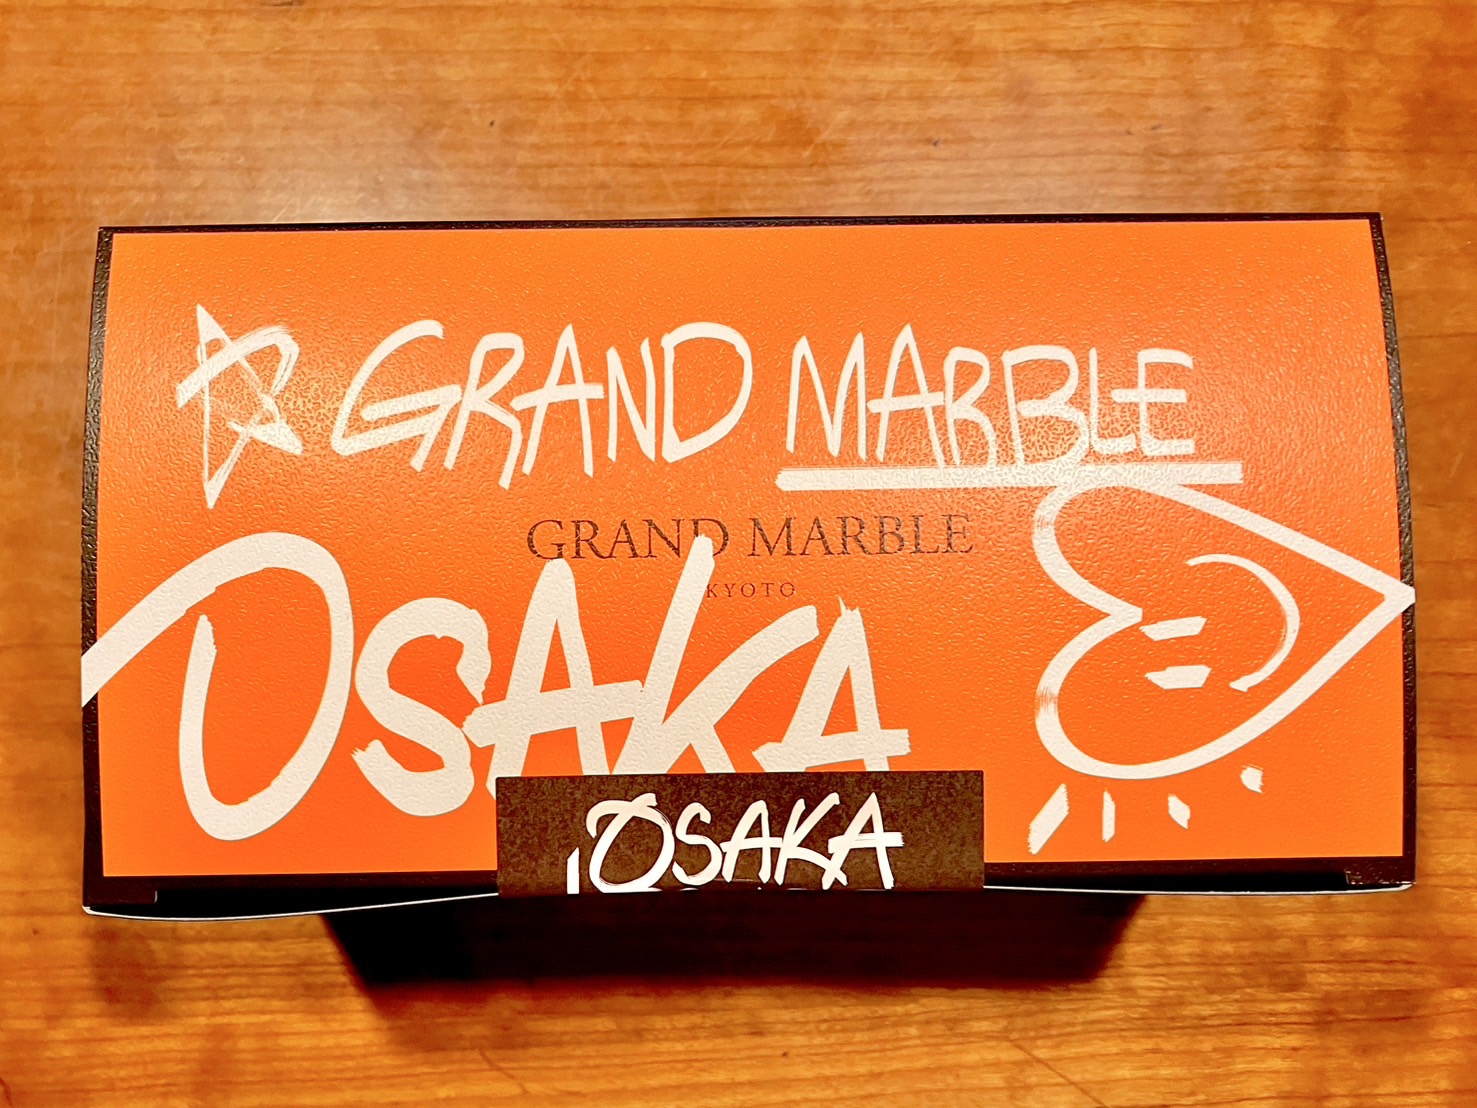 GRAND MARBLE
GRAND MARBLE
KYOTO
OSAKA
OSAKA